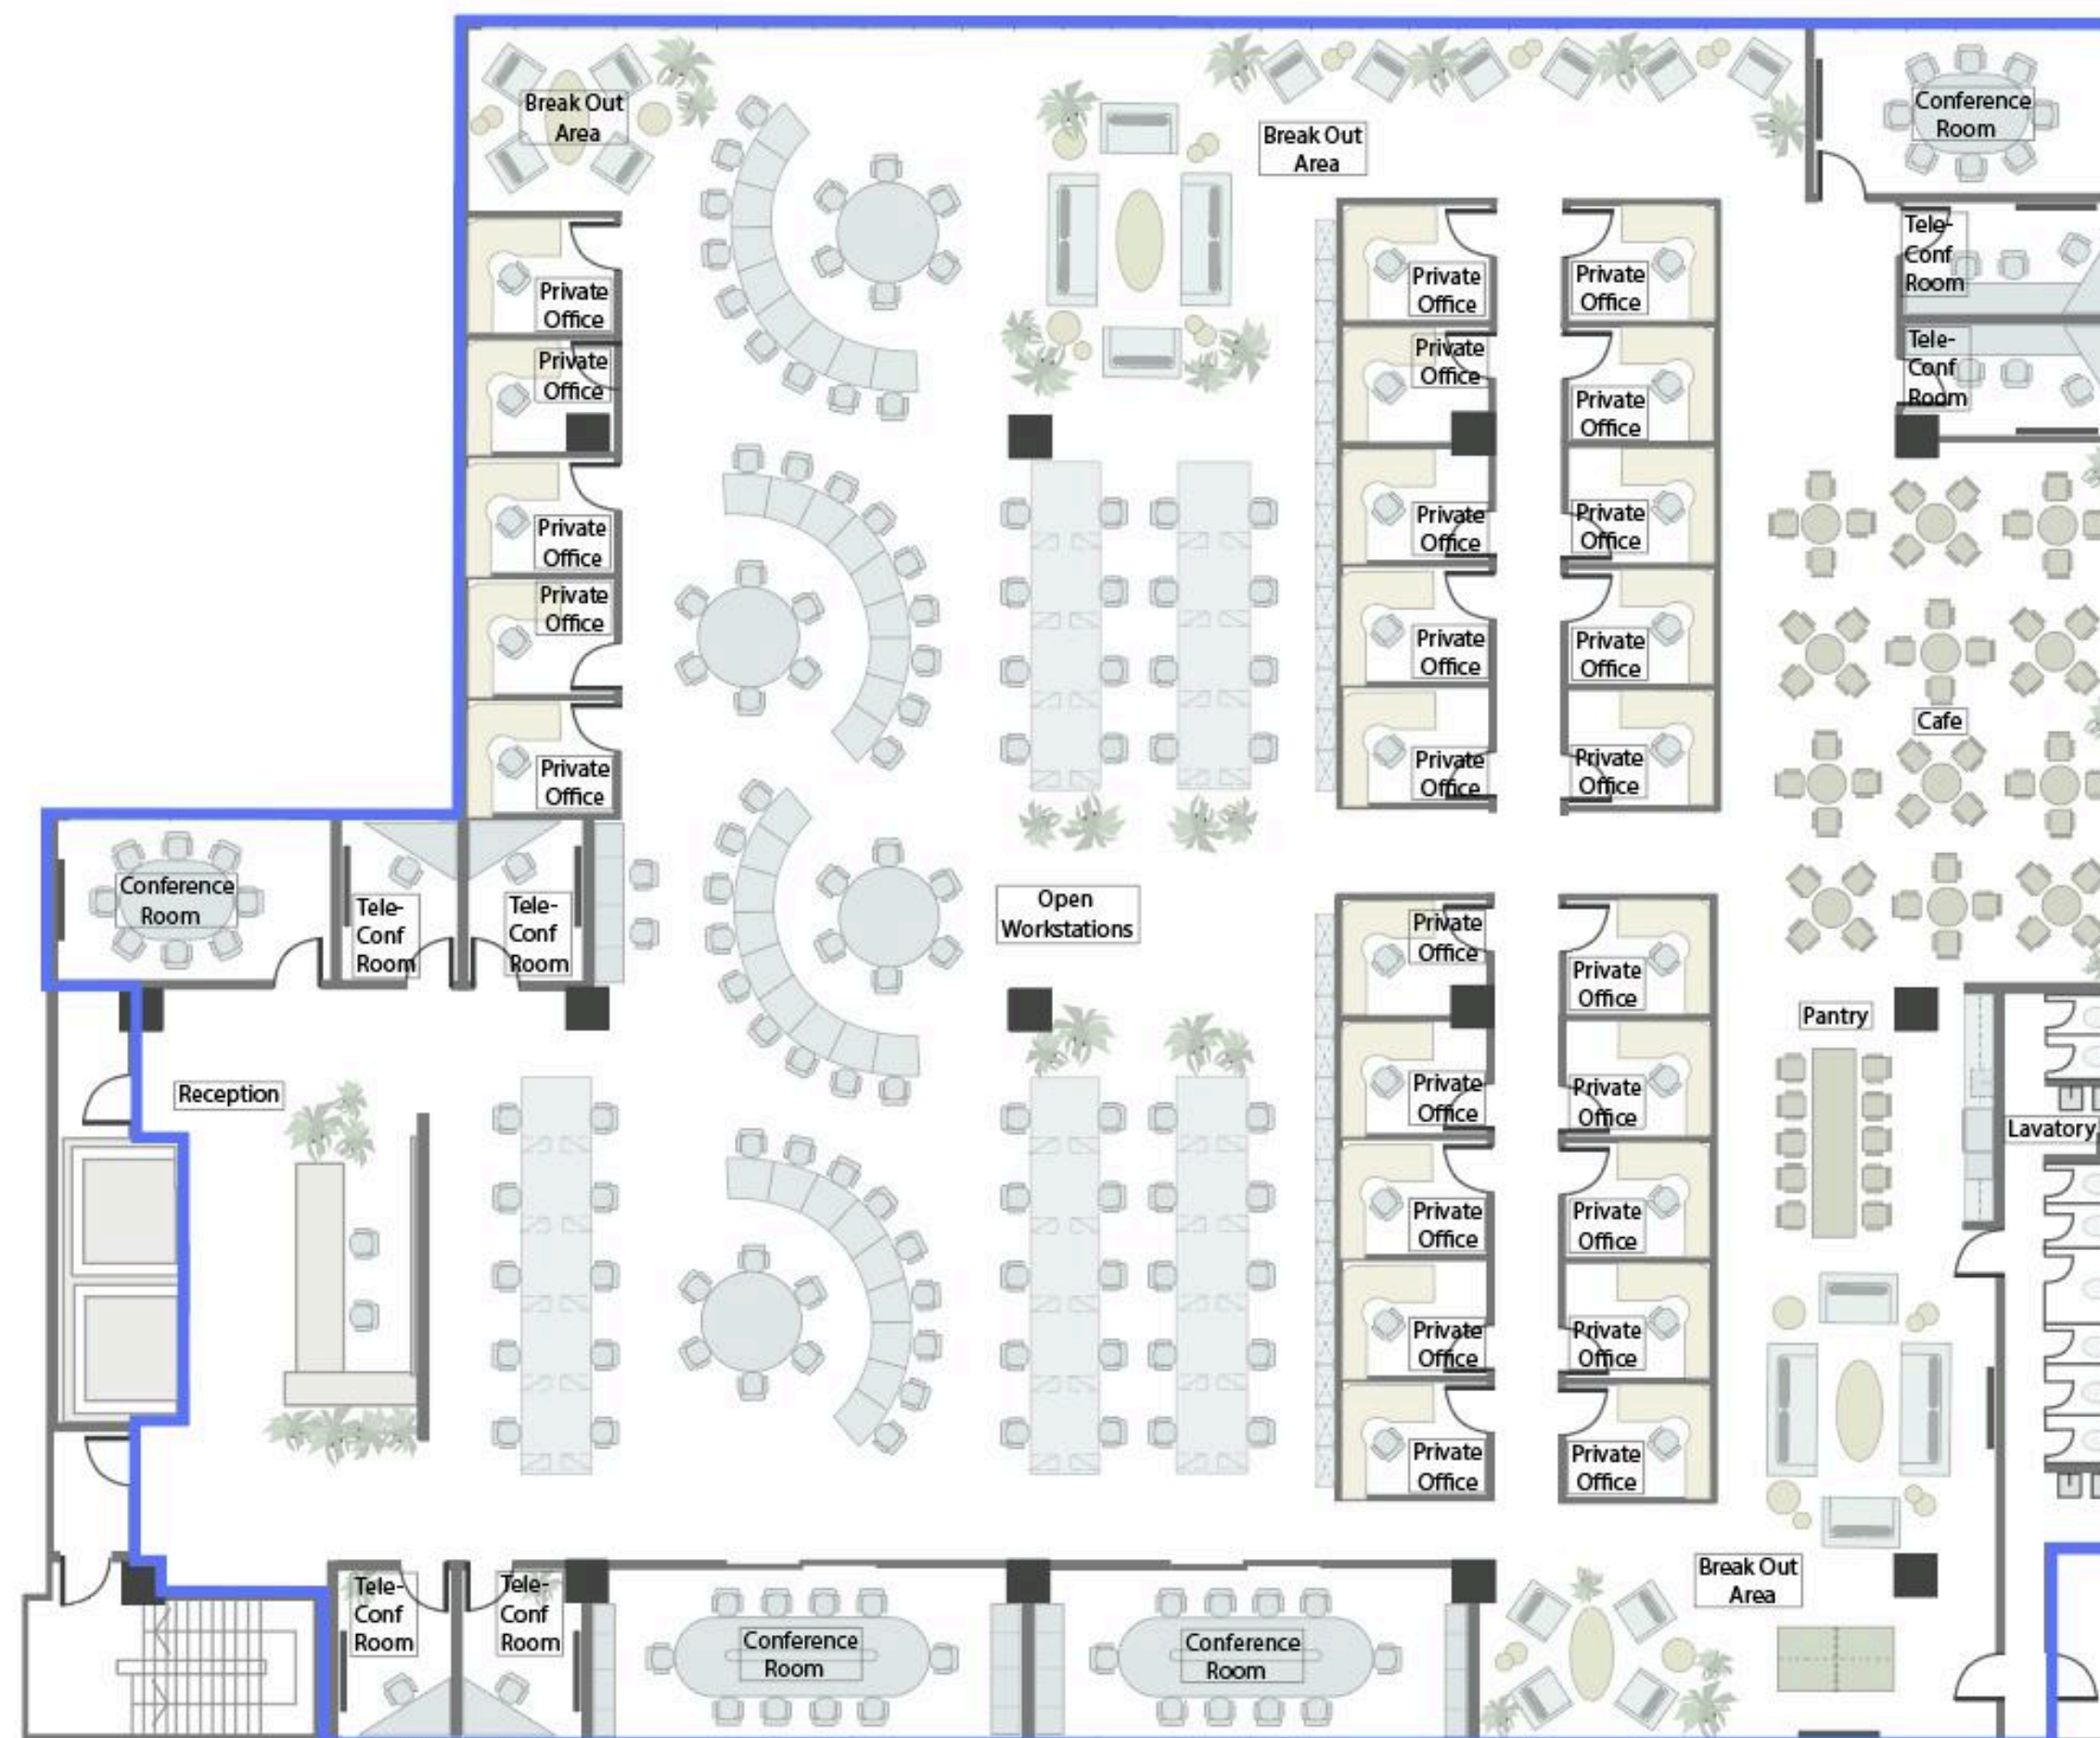 Break Out
Area
Break Out
Area
Conference
Room
Tele-
Conf
Room
Tele-
Conf
Room
Private
Office
Private
Office
Private
Office
Private
Office
Private
Office
Private
Office
Private
Office
Private
Office
Private
Office
Private
Office
Private
Office
Private
Office
Private
Office
Private
Office
Private
Office
Cafe
Conference
Room
Tele-
Conf
Room
Tele-
Conf
Room
Open
Workstations
Private
Office
Private
Office
Private
Office
Private
Office
Private
Office
Private
Office
Private
Office
Private
Office
Private
Office
Private
Office
Pantry
Reception
Lavatory
Break Out
Area
Tele-
Conf
Room
Tele-
Conf
Room
Conference
Room
Conference
Room